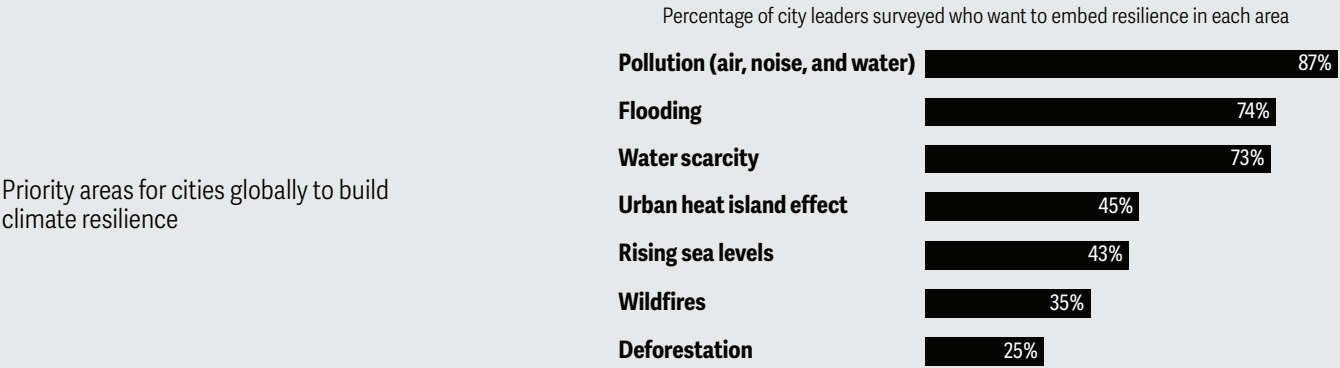 Percentage of city leaders surveyed who want to embed resilience in each area
Priority areas for cities globally to build
climate resilience
Pollution (air, noise, and water) 87%
Flooding 74%
Water scarcity 73%
Urban heat island effect 45%
Rising sea levels 43%
Wildfires 35%
Deforestation 25%